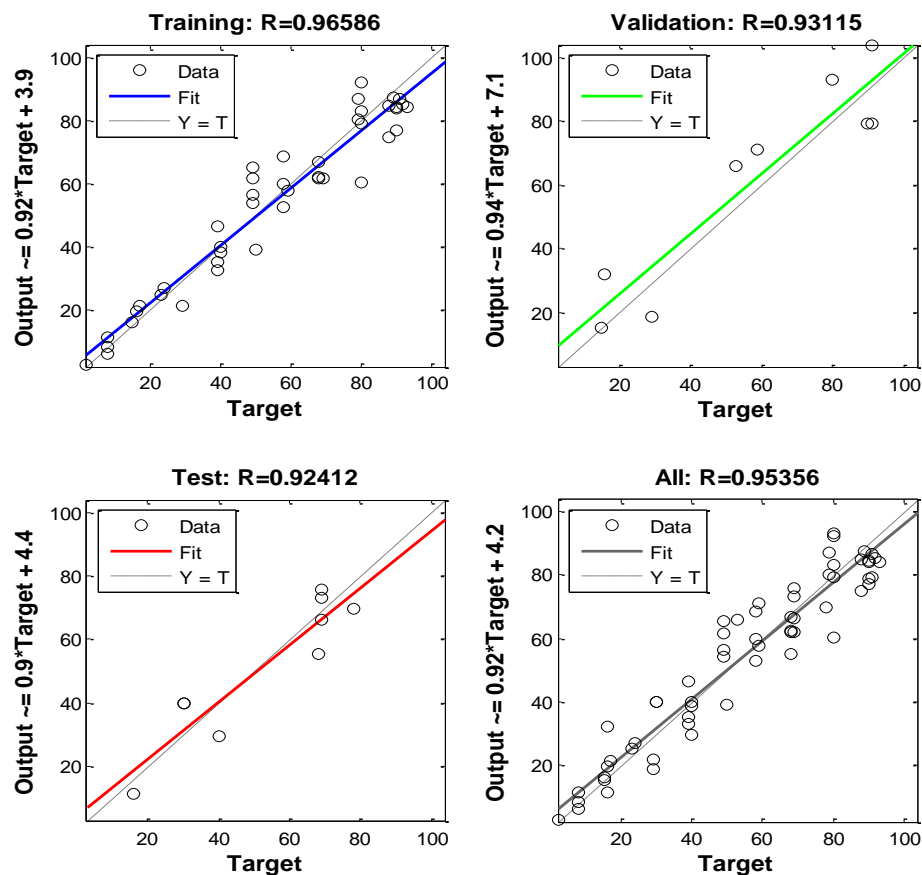 Training: R=0.96586
Output ~= 0.92*Target + 3.9
Data
Fit
Y = T
100
80
60
40
20
20 40 60 80 100
Target
Validation: R=0.93115
Output ~= 0.94*Target + 7.1
Data
Fit
Y = T
100
80
60
40
20
20 40 60 80 100
Target
Test: R=0.92412
Output ~= 0.9*Target + 4.4
Data
Fit
Y = T
100
80
60
40
20
20 40 60 80 100
Target
All: R=0.95356
Output ~= 0.92*Target + 4.2
Data
Fit
Y = T
100
80
60
40
20
20 40 60 80 100
Target